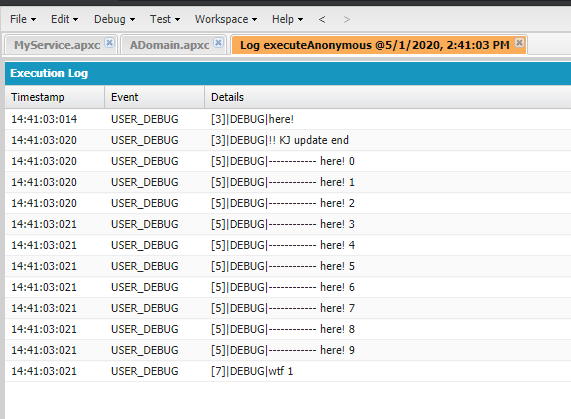 File Edit Debug Test Workspace Help < >
MyService.apxc ADomain.apxc Log executeAnonymous @5/1/2020, 2:41:03 PM
Execution Log
Timestamp Event Details
14:41:03:014 USER_DEBUG [3]|DEBUG|here!
14:41:03:020 USER_DEBUG [3]|DEBUG|!! KJ update end
14:41:03:020 USER_DEBUG [5]|DEBUG|------------ here! 0
14:41:03:020 USER_DEBUG [5]|DEBUG|------------ here! 1
14:41:03:020 USER_DEBUG [5]|DEBUG|------------ here! 2
14:41:03:021 USER_DEBUG [5]|DEBUG|------------ here! 3
14:41:03:021 USER_DEBUG [5]|DEBUG|------------ here! 4
14:41:03:021 USER_DEBUG [5]|DEBUG|------------ here! 5
14:41:03:021 USER_DEBUG [5]|DEBUG|------------ here! 6
14:41:03:021 USER_DEBUG [5]|DEBUG|------------ here! 7
14:41:03:021 USER_DEBUG [5]|DEBUG|------------ here! 8
14:41:03:021 USER_DEBUG [5]|DEBUG|------------ here! 9
14:41:03:021 USER_DEBUG [7]|DEBUG|wtf 1